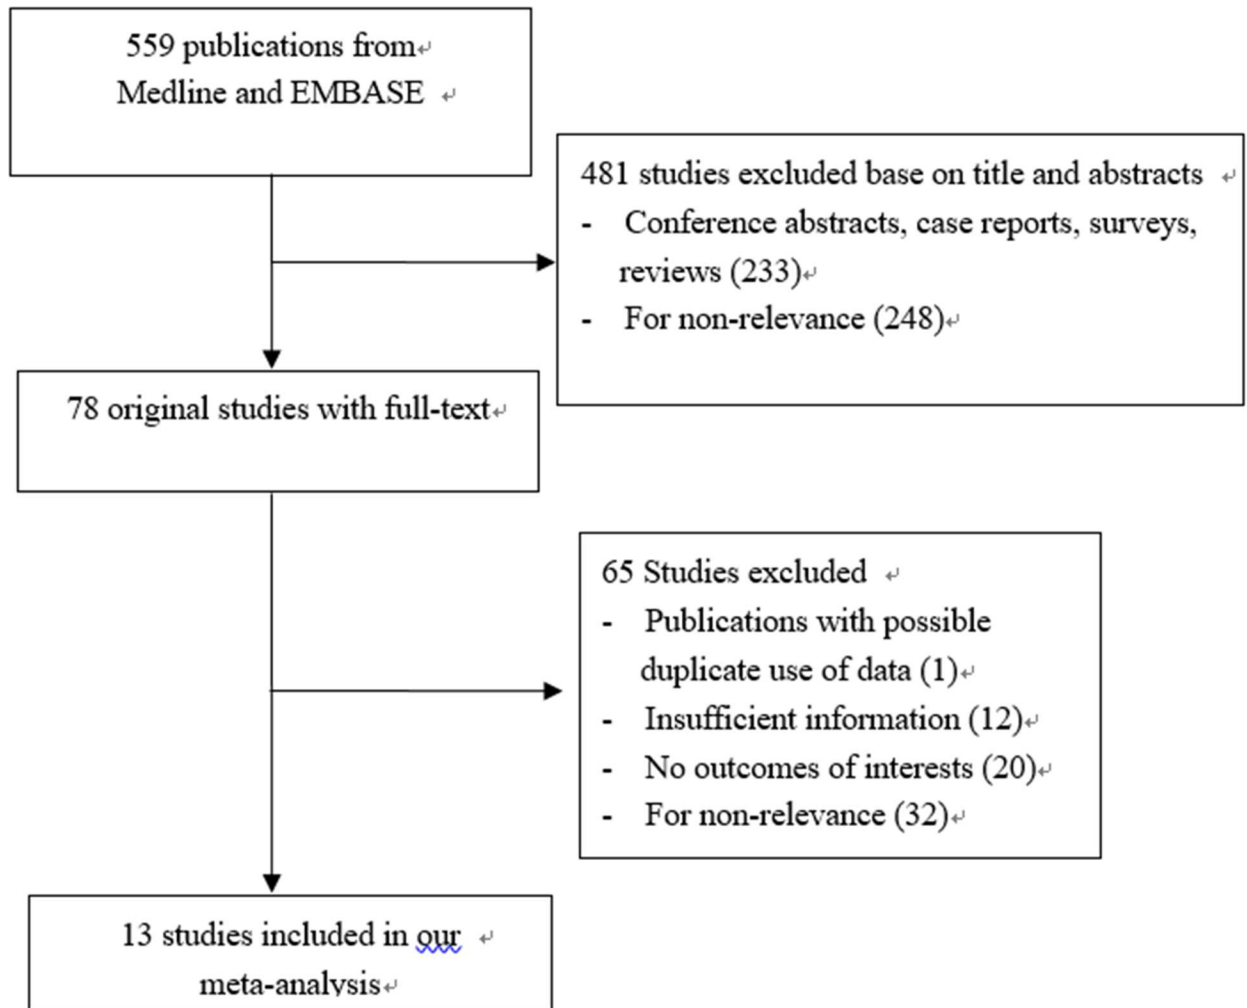 559 publications from
Medline and EMBASE
481 studies excluded base on title and abstracts
- Conference abstracts, case reports, surveys,
reviews (233)
- For non-relevance (248)
78 original studies with full-text
65 Studies excluded
- Publications with possible
duplicate use of data (1)
- Insufficient information (12)
- No outcomes of interests (20)
- For non-relevance (32)
13 studies included in our
meta-analysis